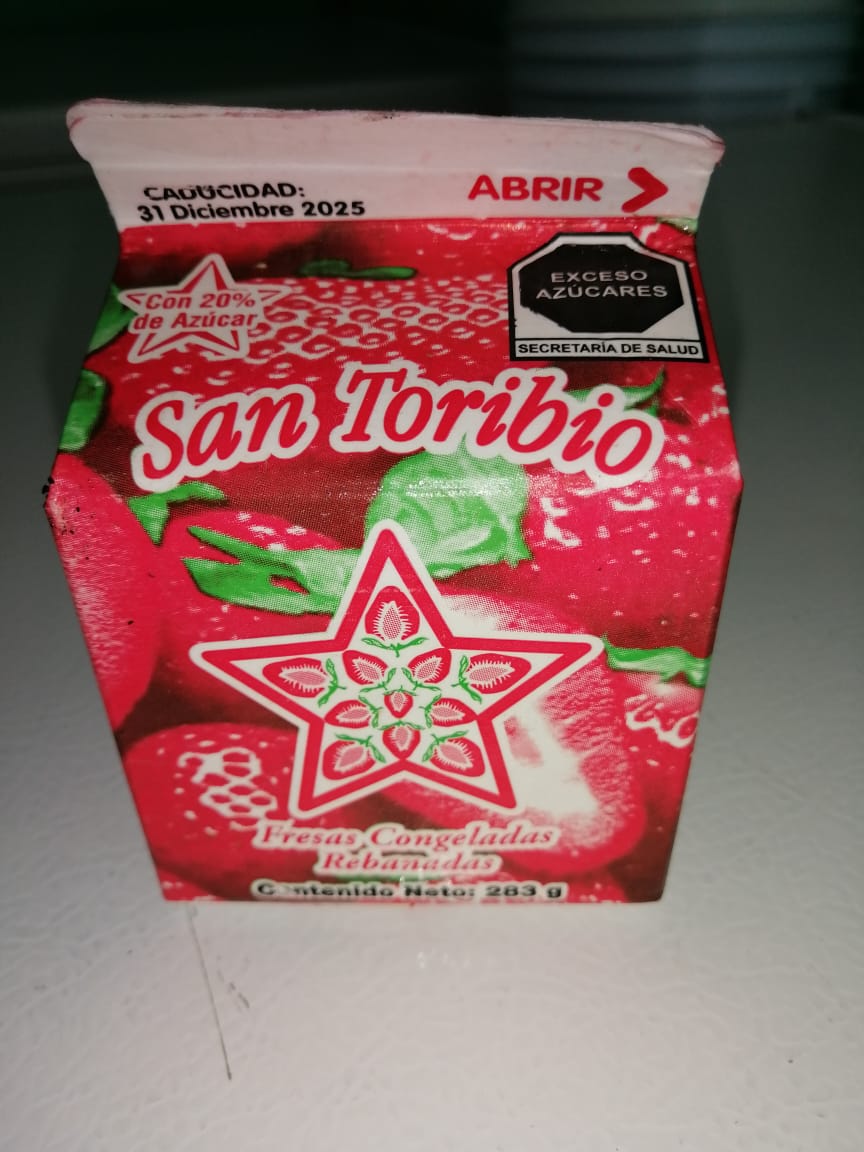 CADUCIDAD:
31 Diciembre 2025
ABRIR
Con 20%
de Azúcar
EXCESO
AZÚCARES
SECRETARÍA DE SALUD
San Toribio
Fresas Congeladas
Rebanadas
Contenido Neto: 283 g